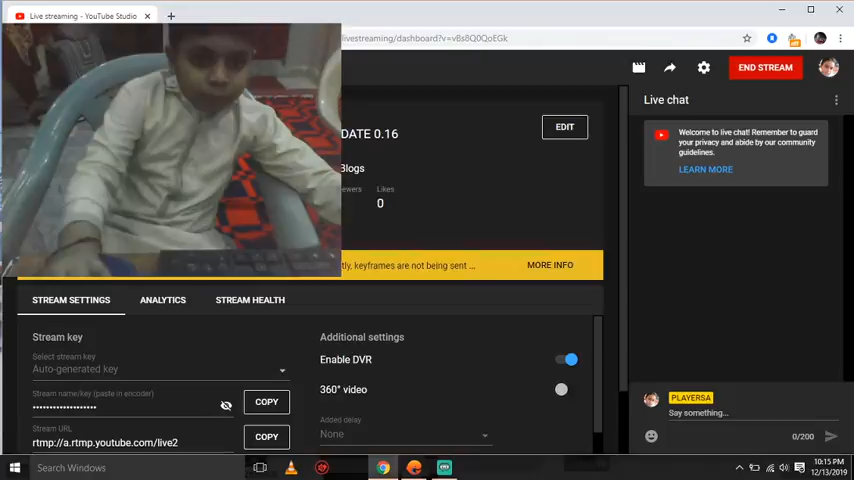 Live streaming - YouTube Studio
livestreaming/dashboard?v=vBs8Q0QoEGk
END STREAM
Live chat
Welcome to live chat! Remember to guard
your privacy and abide by our community
guidelines.
LEARN MORE
DATE 0.16
EDIT
Blogs
ewers
Likes
0
tly, keyframes are not being sent ...
MORE INFO
STREAM SETTINGS
ANALYTICS
STREAM HEALTH
Stream key
Select stream key
Auto-generated key
Stream name/key (paste in encoder)
COPY
Stream URL
rtmp://a.rtmp.youtube.com/live2
COPY
Additional settings
Enable DVR
360° video
Added delay
None
PLAYERSA
Say something...
0/200
Search Windows
10:15 PM
12/13/2019